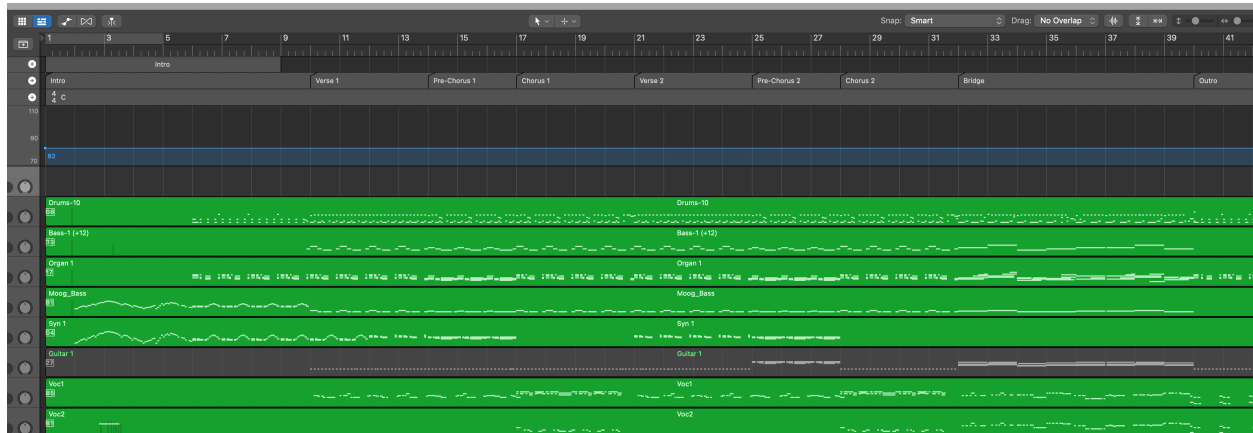 Snap: Smart Drag: No Overlap
1 3 5 7 9 11 13 15 17 19 21 23 25 27 29 31 33 35 37 39 41
Intro
Intro Verse 1 Pre-Chorus 1 Chorus 1 Verse 2 Pre-Chorus 2 Chorus 2 Bridge Outro
4
4 C
110
90
82
70
Drums-10 Drums-10
Bass-1 (+12) Bass-1 (+12)
33
Organ 1 Organ 1
17
Moog_Bass Moog_Bass
Syn 1 Syn 1
Guitar 1 Guitar 1
27
Voc1 Voc1
Voc2 Voc2